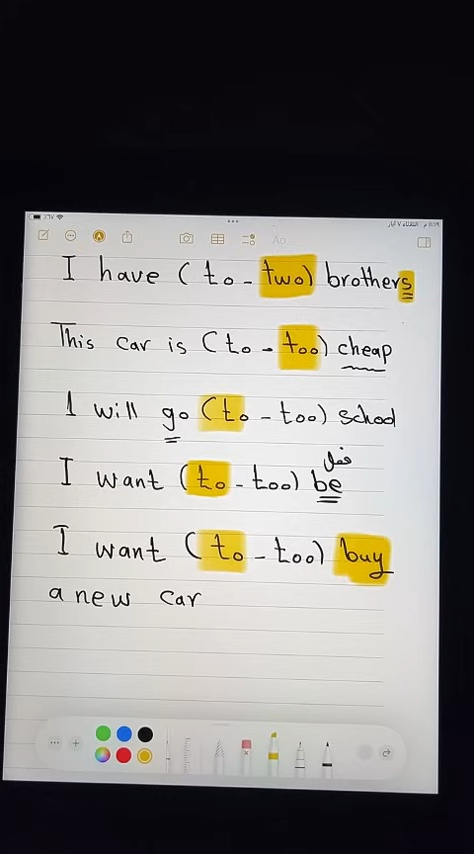 I have (to - two) brothers
This car is (to - too) cheap
I will go (to - too) school
فعل
I want (to - too) be
I want (to - too) buy
a new car